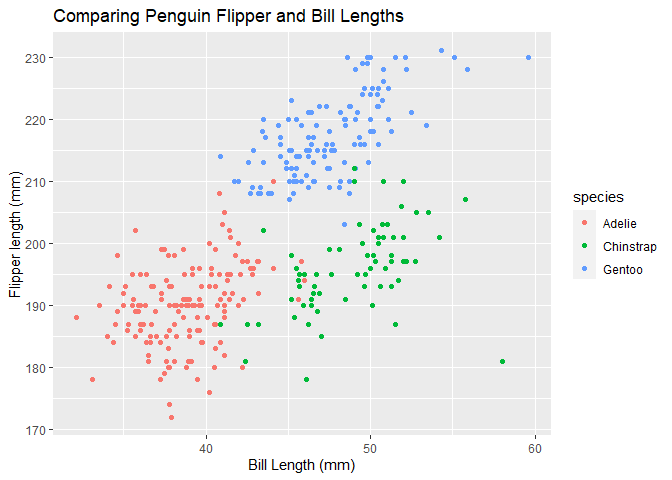 Comparing Penguin Flipper and Bill Lengths
Flipper length (mm)
230
220
210
200
190
180
170
40
50
60
Bill Length (mm)
species
Adelie
Chinstrap
Gentoo